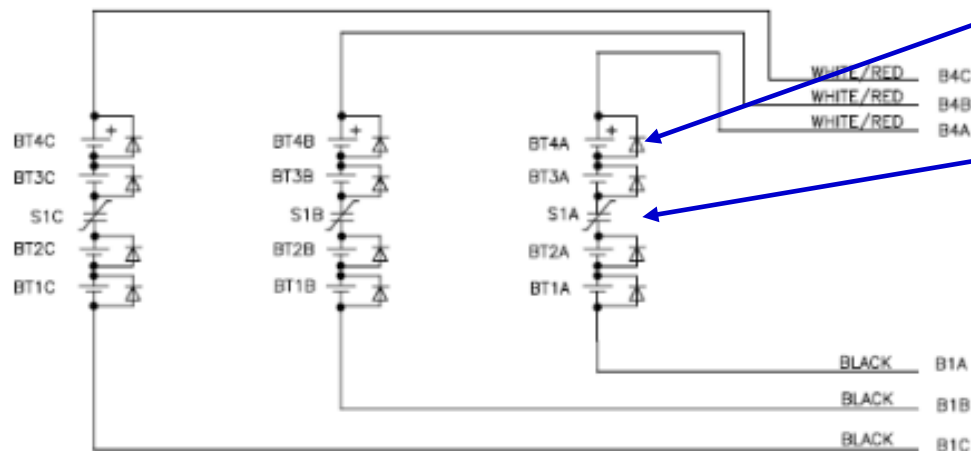 WHITE/RED B4C
WHITE/RED B4B
WHITE/RED B4A
BT4C + BT4B + BT4A +
BT3C BT3B BT3A
S1C S1B S1A
BT2C BT2B BT2A
BT1C BT1B BT1A
BLACK B1A
BLACK B1B
BLACK B1C